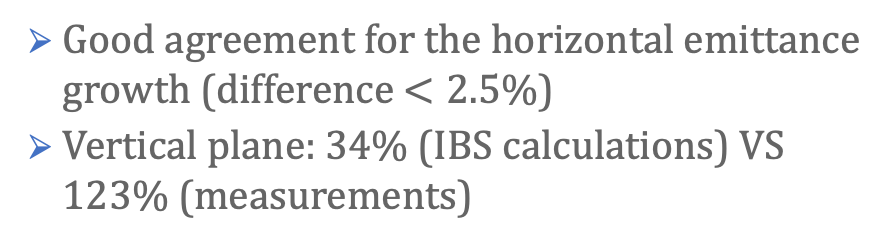 ➢ Good agreement for the horizontal emittance
growth (difference < 2.5%)
➢ Vertical plane: 34% (IBS calculations) VS
123% (measurements)